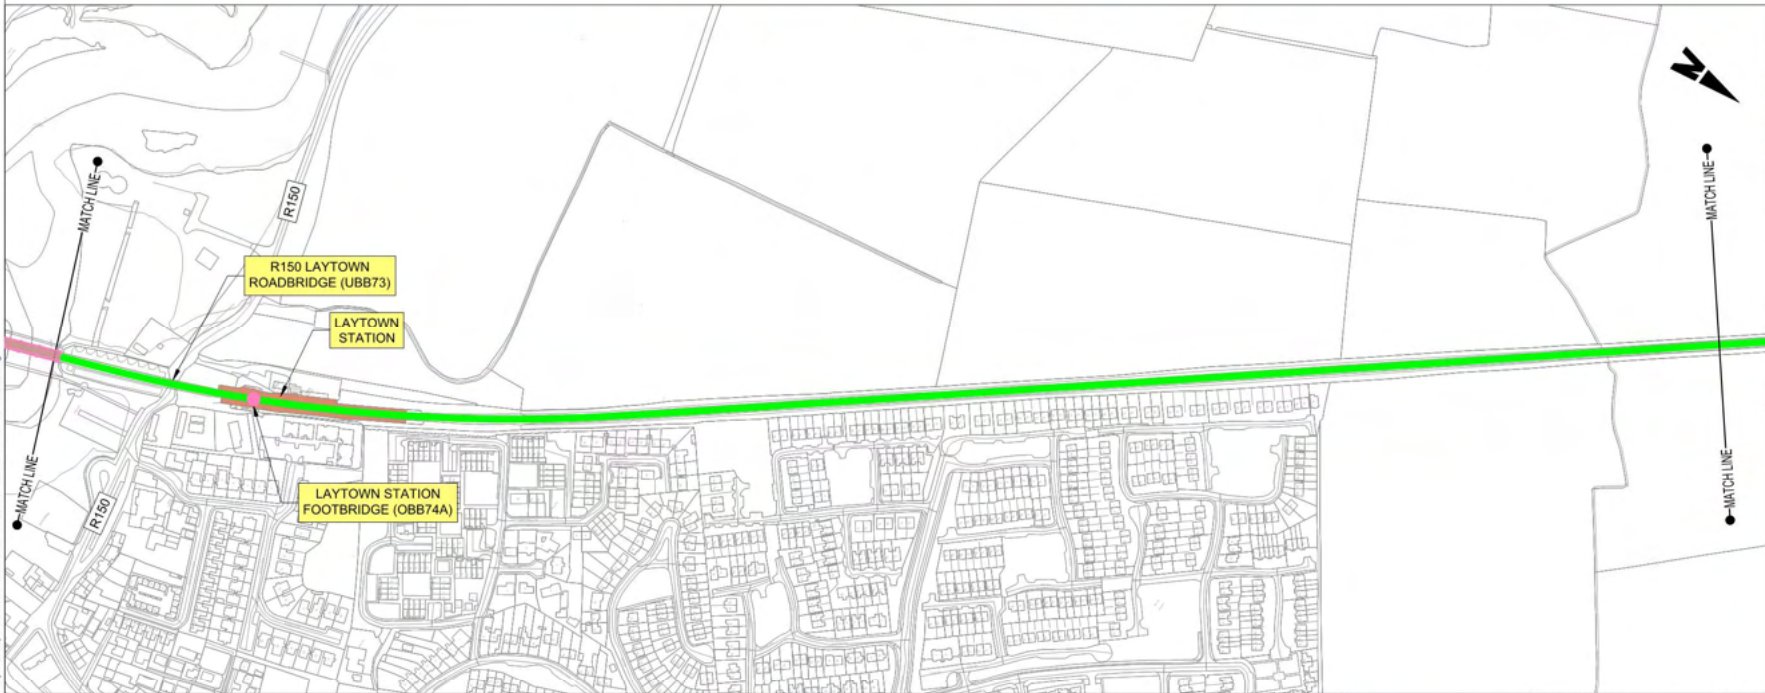 N
MATCH LINE
MATCH LINE
R150
R150 LAYTOWN
ROADBRIDGE (UBB73)
LAYTOWN
STATION
MATCH LINE
LAYTOWN STATION
FOOTBRIDGE (OBB74A)
R150
MATCH LINE